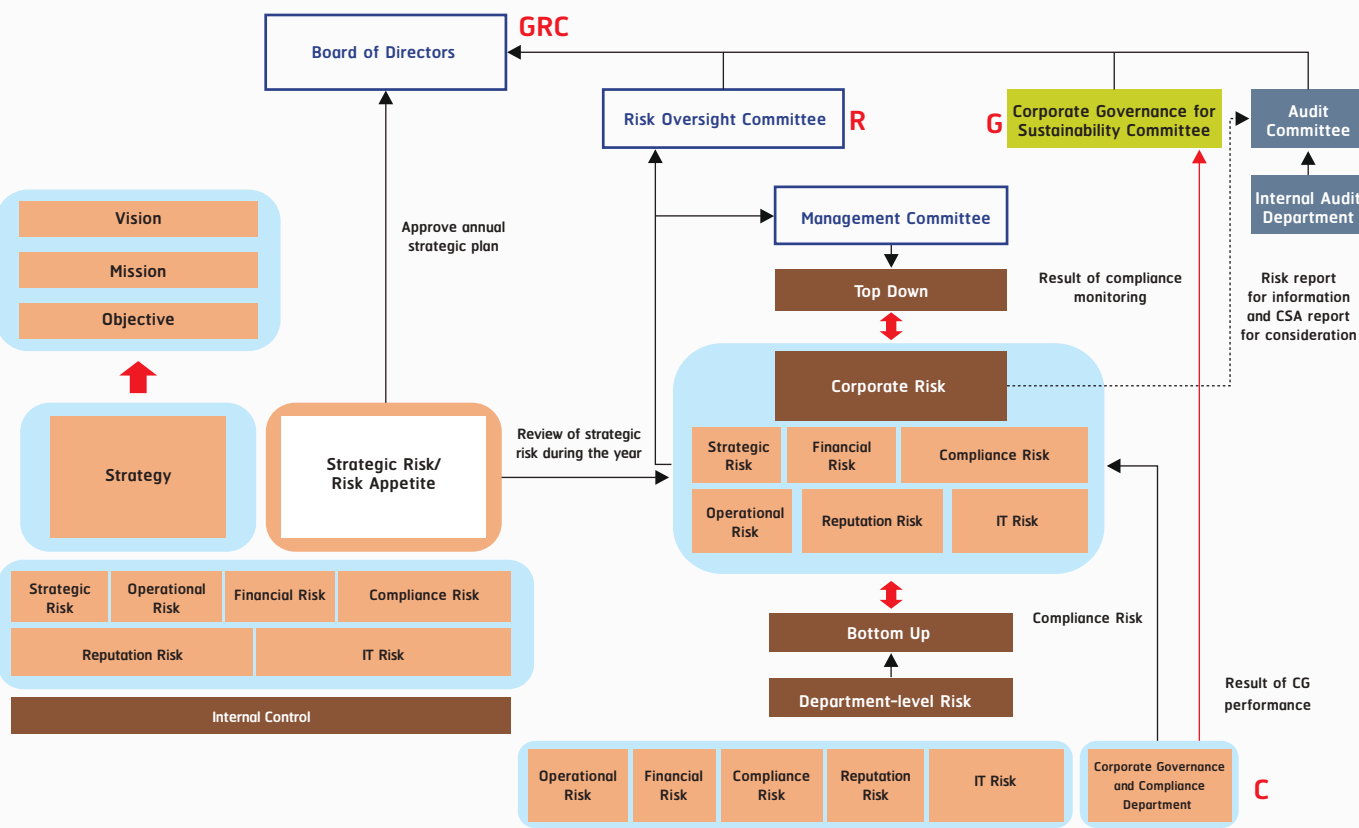 GRC
Board of Directors
Risk Oversight Committee
R
G
Corporate Governance for
Sustainability Committee
Audit
Committee
Internal Audit
Department
Vision
Mission
Objective
Approve annual
strategic plan
Management Committee
Top Down
Result of compliance
monitoring
Risk report
for information
and CSA report
for consideration
Strategy
Strategic Risk/
Risk Appetite
Review of strategic
risk during the year
Corporate Risk
Strategic
Risk
Financial
Risk
Compliance Risk
Operational
Risk
Reputation Risk
IT Risk
Strategic
Risk
Operational
Risk
Financial Risk
Compliance Risk
Reputation Risk
IT Risk
Internal Control
Bottom Up
Compliance Risk
Department-level Risk
Result of CG
performance
Operational
Risk
Financial
Risk
Compliance
Risk
Reputation
Risk
IT Risk
Corporate Governance
and Compliance
Department
C